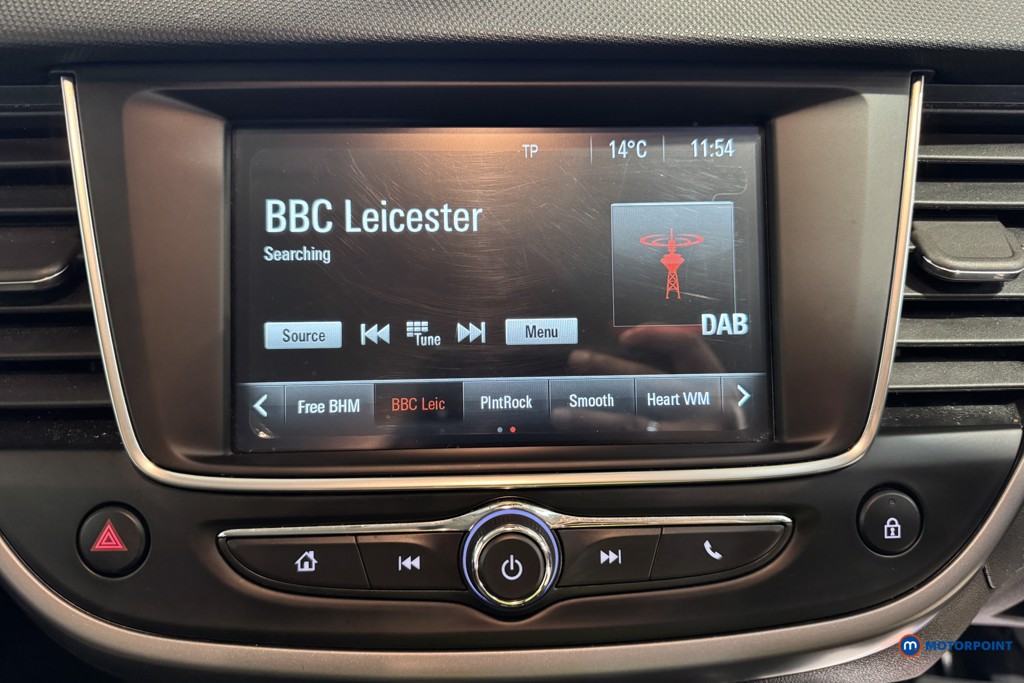 TP 14°C 11:54
BBC Leicester
Searching
DAB
Source Tune Menu
Free BHM BBC Leic PlntRock Smooth Heart WM
m MOTORPOINT